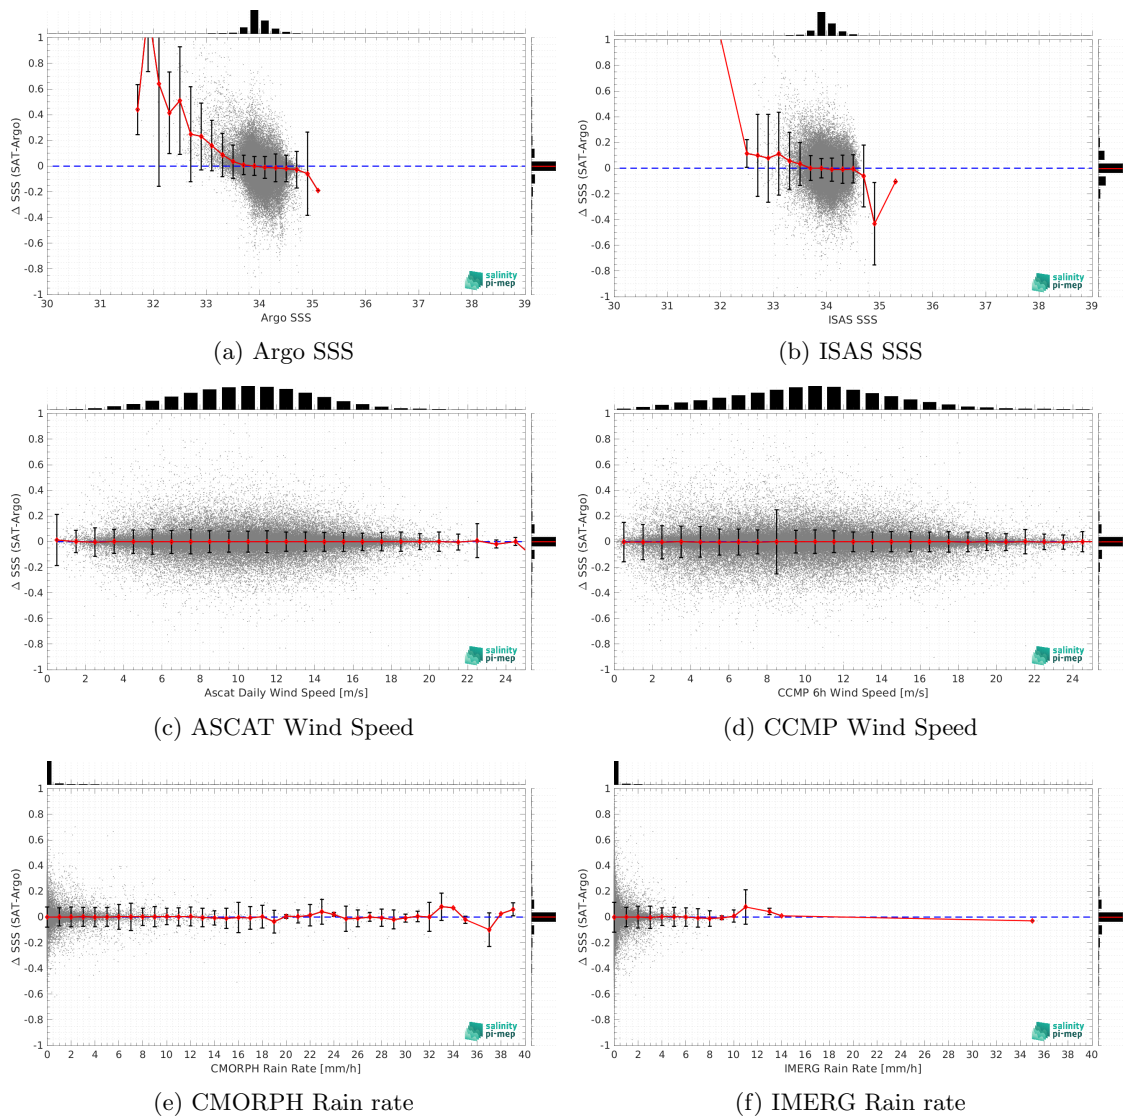 1
0.8
0.6
0.4
0.2
0
-0.2
-0.4
-0.6
-0.8
-1
Δ SSS (SAT-Argo)
30 31 32 33 34 35 36 37 38 39
Argo SSS
salinity
pi-mep
(a) Argo SSS
1
0.8
0.6
0.4
0.2
0
-0.2
-0.4
-0.6
-0.8
-1
Δ SSS (SAT-Argo)
30 31 32 33 34 35 36 37 38 39
ISAS SSS
salinity
pi-mep
(b) ISAS SSS
1
0.8
0.6
0.4
0.2
0
-0.2
-0.4
-0.6
-0.8
-1
Δ SSS (SAT-Argo)
0 2 4 6 8 10 12 14 16 18 20 22 24
Ascat Daily Wind Speed [m/s]
salinity
pi-mep
(c) ASCAT Wind Speed
1
0.8
0.6
0.4
0.2
0
-0.2
-0.4
-0.6
-0.8
-1
Δ SSS (SAT-Argo)
0 2 4 6 8 10 12 14 16 18 20 22 24
CCMP 6h Wind Speed [m/s]
salinity
pi-mep
(d) CCMP Wind Speed
1
0.8
0.6
0.4
0.2
0
-0.2
-0.4
-0.6
-0.8
-1
Δ SSS (SAT-Argo)
0 2 4 6 8 10 12 14 16 18 20 22 24 26 28 30 32 34 36 38 40
CMORPH Rain Rate [mm/h]
salinity
pi-mep
(e) CMORPH Rain rate
1
0.8
0.6
0.4
0.2
0
-0.2
-0.4
-0.6
-0.8
-1
Δ SSS (SAT-Argo)
0 2 4 6 8 10 12 14 16 18 20 22 24 26 28 30 32 34 36 38 40
IMERG Rain Rate [mm/h]
salinity
pi-mep
(f) IMERG Rain rate